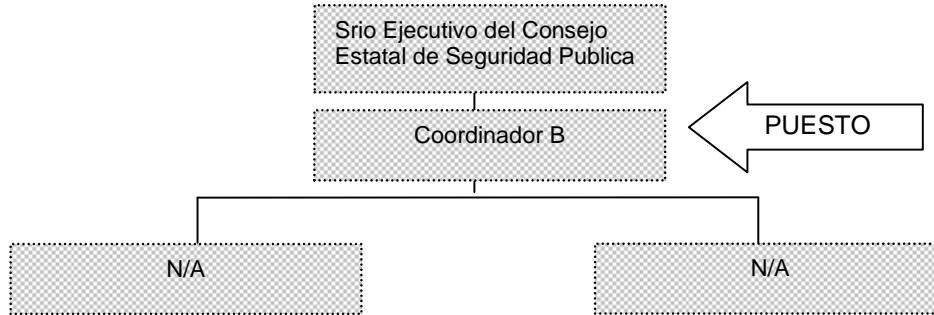 Srio Ejecutivo del Consejo
Estatal de Seguridad Publica
Coordinador B
PUESTO
N/A
N/A